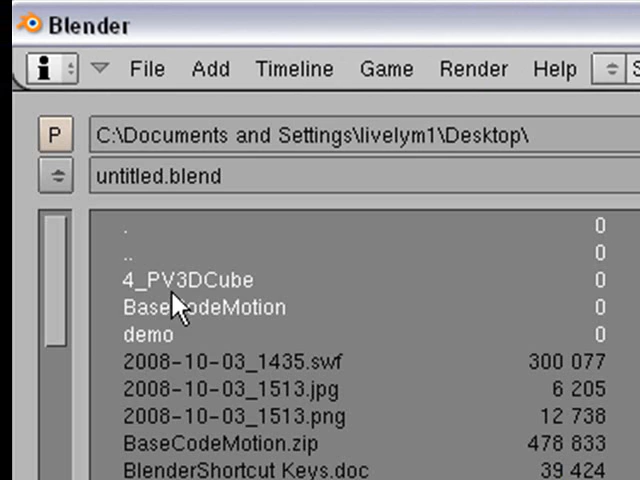 Blender
File Add Timeline Game Render Help S
P C:\Documents and Settings\livelym1\Desktop\
untitled.blend
. 0
.. 0
4_PV3DCube 0
BaseCodeMotion 0
demo 0
2008-10-03_1435.swf 300 077
2008-10-03_1513.jpg 6 205
2008-10-03_1513.png 12 738
BaseCodeMotion.zip 478 833
BlenderShortcut Keys.doc 39 424